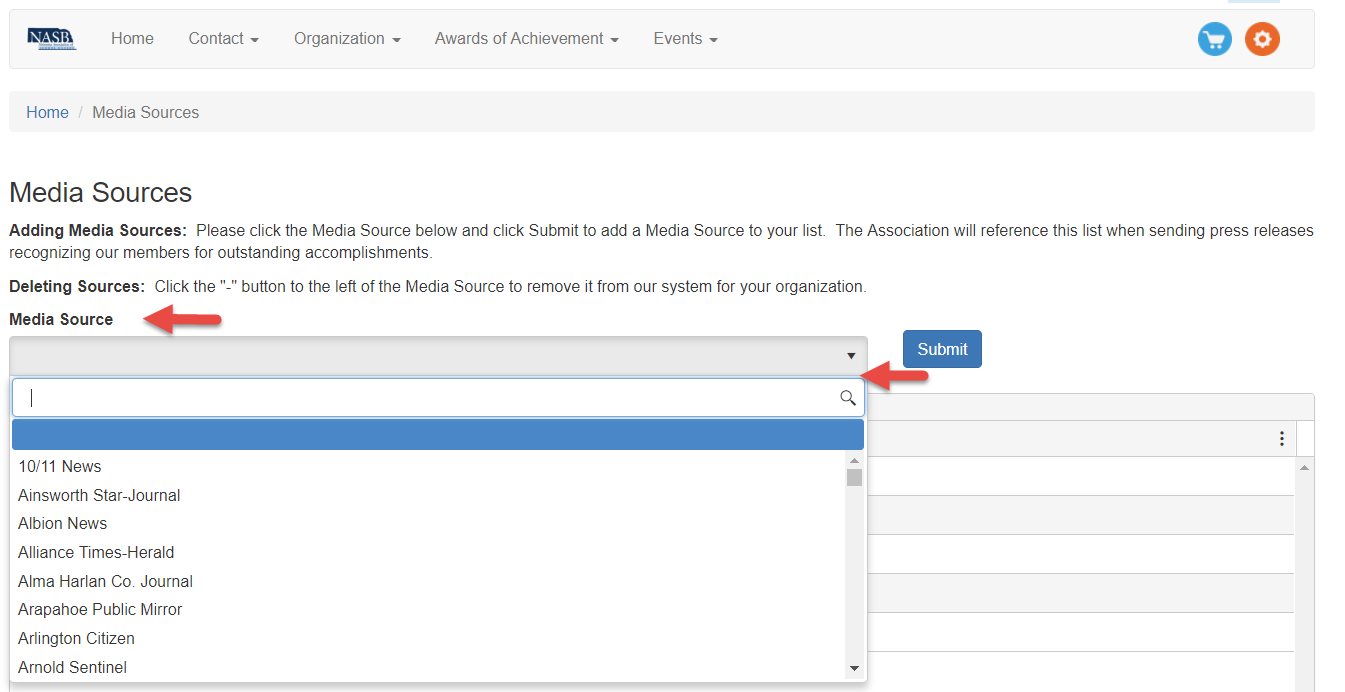 NASB
Home
Contact
Organization
Awards of Achievement
Events
Home / Media Sources
Media Sources
Adding Media Sources: Please click the Media Source below and click Submit to add a Media Source to your list. The Association will reference this list when sending press releases
recognizing our members for outstanding accomplishments.
Deleting Sources: Click the "-" button to the left of the Media Source to remove it from our system for your organization.
Media Source
Submit
10/11 News
Ainsworth Star-Journal
Albion News
Alliance Times-Herald
Alma Harlan Co. Journal
Arapahoe Public Mirror
Arlington Citizen
Arnold Sentinel